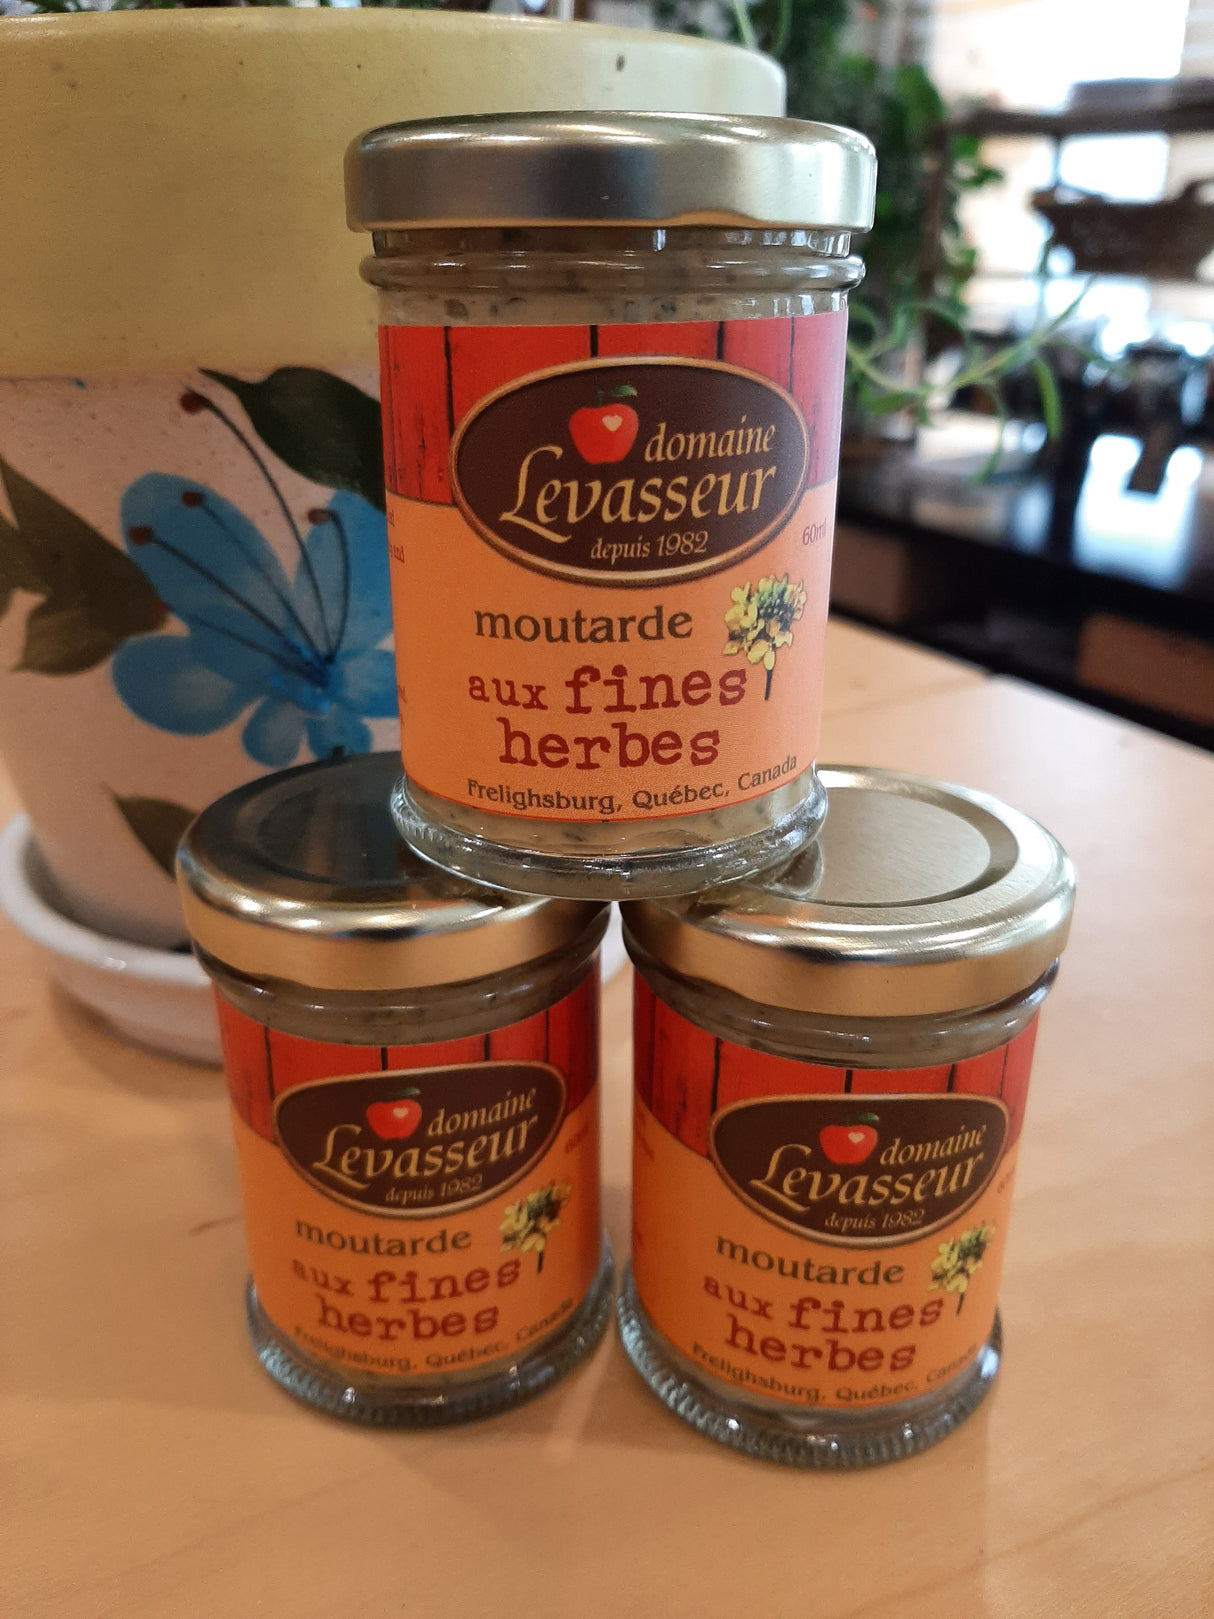 domaine
Levasseur
depuis 1982
60ml
moutarde
aux fines
herbes
Frelighsburg, Québec, Canada
domaine
Levasseur
depuis 1982
moutarde
aux fines
herbes
Frelighsburg, Québec, Canada
domaine
Levasseur
depuis 1982
moutarde
aux fines
herbes
Frelighsburg, Québec, Canada